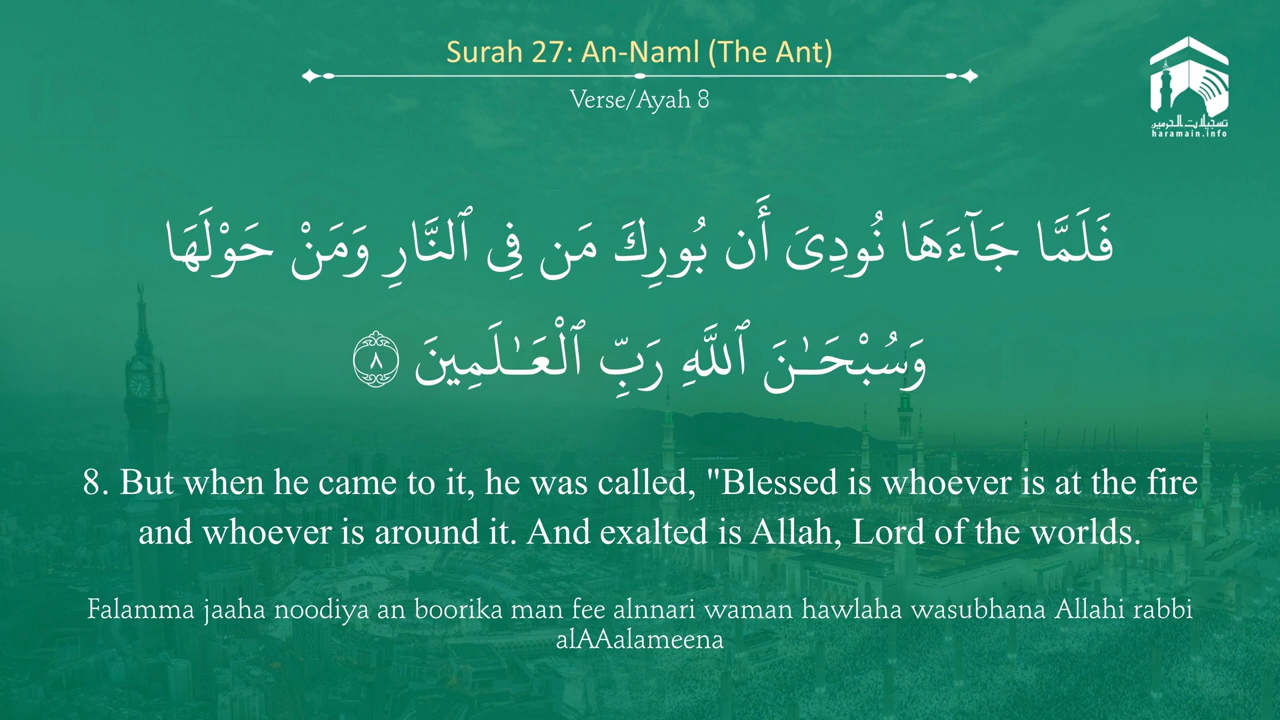 Surah 27: An-Naml (The Ant)
Verse/Ayah 8
تسجيلات الحرمين
haramain.info
فَلَمَّا جَآءَهَا نُودِىَ أَن بُورِكَ مَن فِى ٱلنَّارِ وَمَنْ حَوْلَهَا
وَسُبْحَـٰنَ ٱللَّهِ رَبِّ ٱلْعَـٰلَمِينَ ٨
8. But when he came to it, he was called, "Blessed is whoever is at the fire
and whoever is around it. And exalted is Allah, Lord of the worlds.
Falamma jaaha noodiya an boorika man fee alnnari waman hawlaha wasubhana Allahi rabbi
alAAalameena